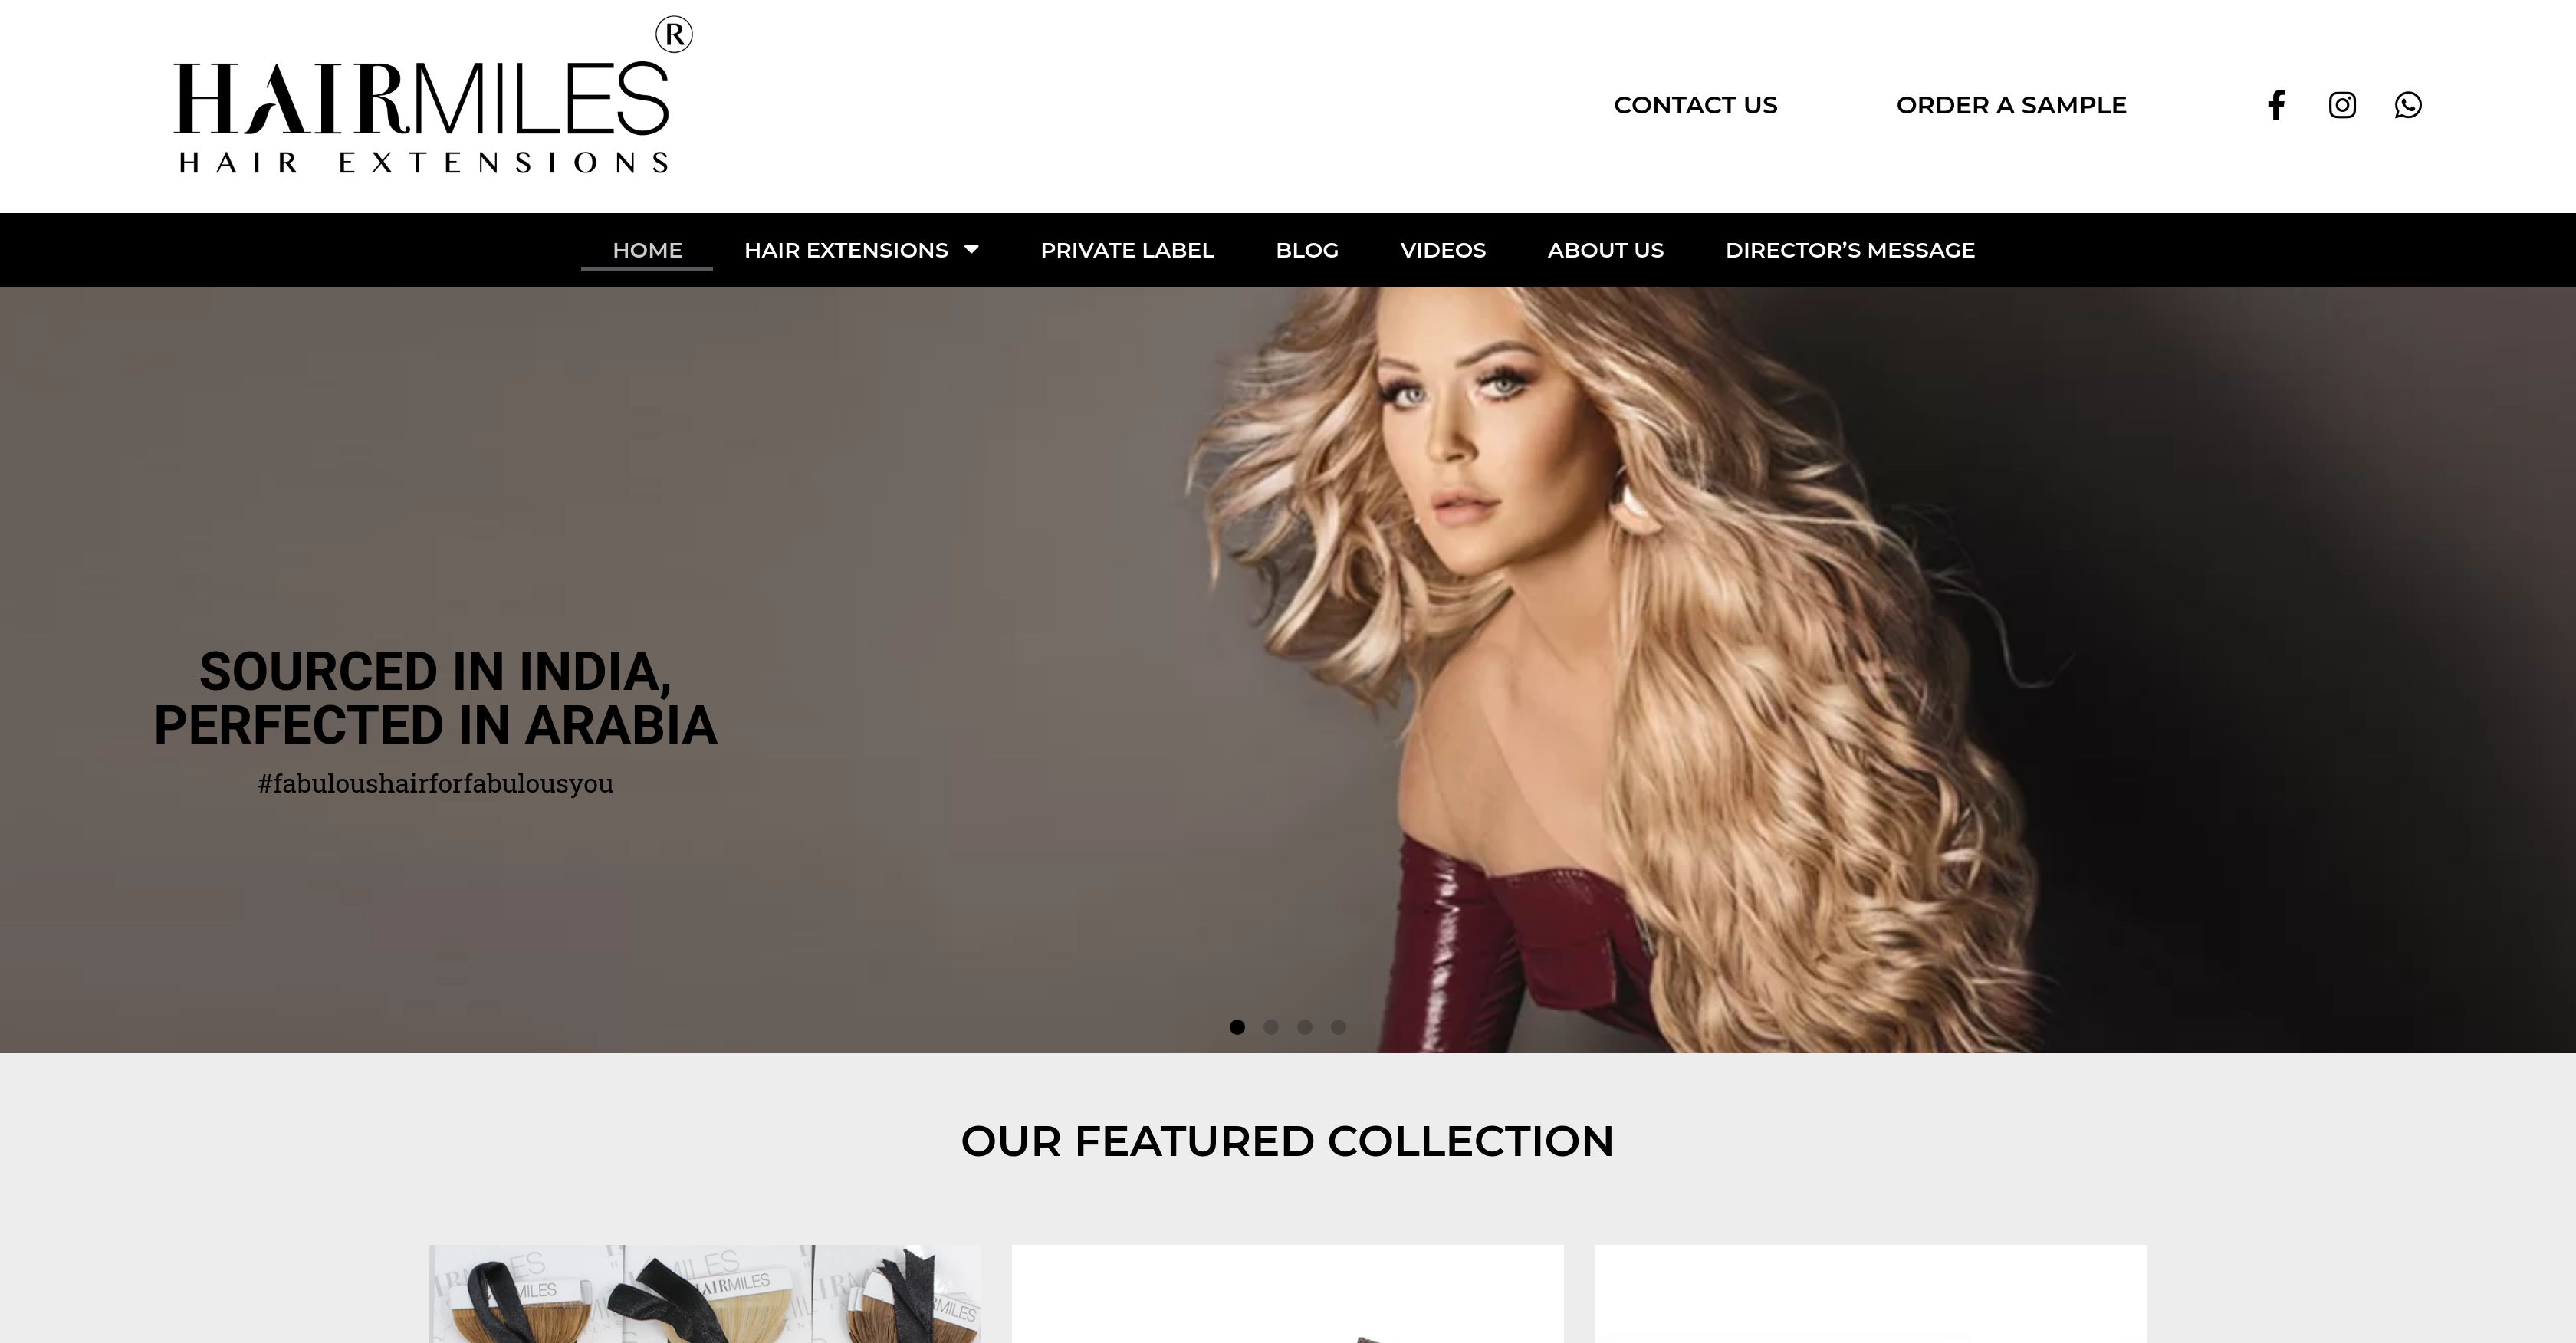 HAIRMILES®
HAIR EXTENSIONS
CONTACT US
ORDER A SAMPLE
HOME
HAIR EXTENSIONS
PRIVATE LABEL
BLOG
VIDEOS
ABOUT US
DIRECTOR’S MESSAGE
SOURCED IN INDIA,
PERFECTED IN ARABIA
#fabuloushairforfabulousyou
OUR FEATURED COLLECTION
MILES
HAIRMILES
MILES